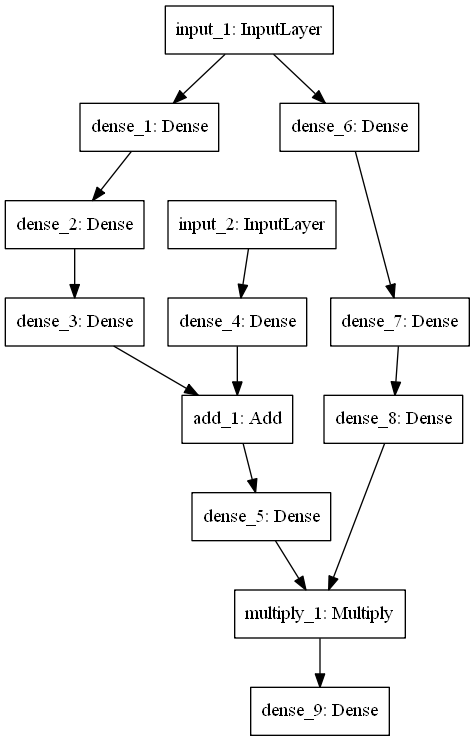 input_1: InputLayer
dense_1: Dense
dense_6: Dense
dense_2: Dense
input_2: InputLayer
dense_3: Dense
dense_4: Dense
dense_7: Dense
add_1: Add
dense_8: Dense
dense_5: Dense
multiply_1: Multiply
dense_9: Dense